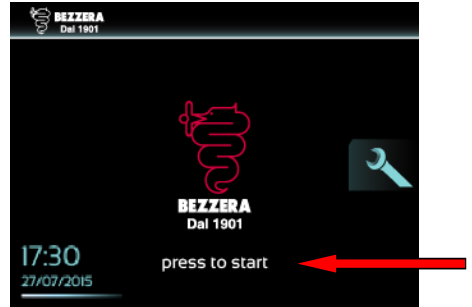 BEZZERA
Dal 1901
BEZZERA
Dal 1901
17:30
27/07/2015
press to start